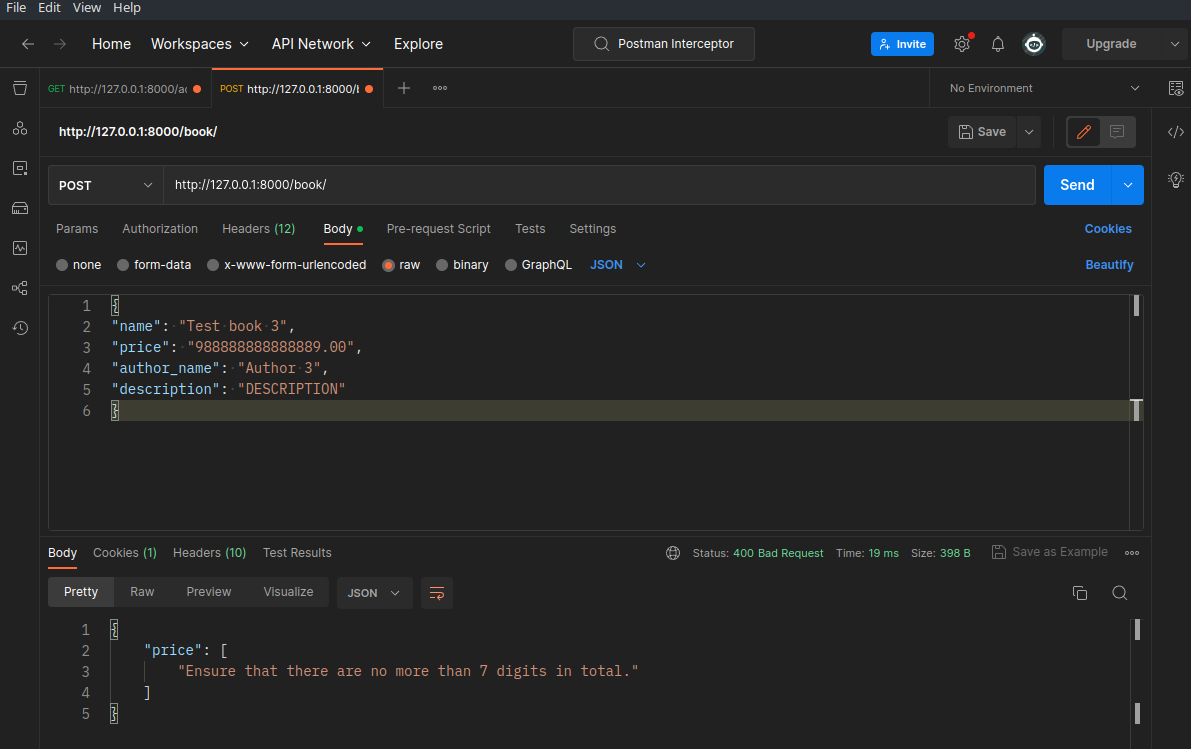 File Edit View Help
Home Workspaces API Network Explore Postman Interceptor Invite Upgrade
GET http://127.0.0.1:8000/ac POST http://127.0.0.1:8000/b No Environment
http://127.0.0.1:8000/book/ Save
POST http://127.0.0.1:8000/book/ Send
Params Authorization Headers (12) Body Pre-request Script Tests Settings Cookies
none form-data x-www-form-urlencoded raw binary GraphQL JSON Beautify
1 {
2 "name": "Test book 3",
3 "price": "988888888888889.00",
4 "author_name": "Author 3",
5 "description": "DESCRIPTION"
6 }
Body Cookies (1) Headers (10) Test Results Status: 400 Bad Request Time: 19 ms Size: 398 B Save as Example
Pretty Raw Preview Visualize JSON
1 {
2 "price": [
3 "Ensure that there are no more than 7 digits in total."
4 ]
5 }